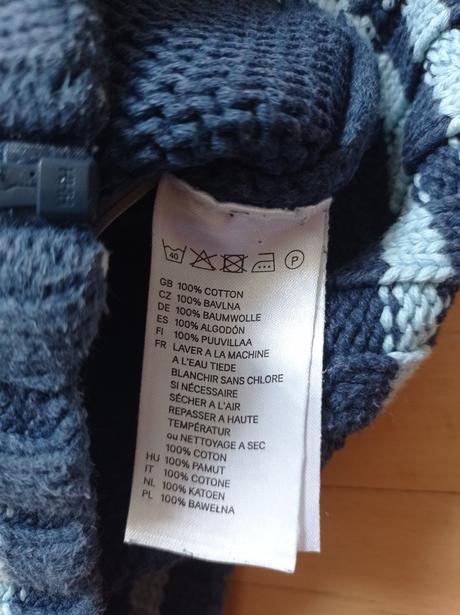 40 P
GB 100% COTTON
CZ 100% BAVLNA
DE 100% BAUMWOLLE
ES 100% ALGODÓN
FI 100% PUUVILLAA
FR LAVER A LA MACHINE
A L'EAU TIEDE
BLANCHIR SANS CHLORE
SI NÉCESSAIRE
SÉCHER A L'AIR
REPASSER A HAUTE
TEMPÉRATUR
ou NETTOYAGE A SEC
100% COTON
HU 100% PAMUT
IT 100% COTONE
NL 100% KATOEN
PL 100% BAWEŁNA